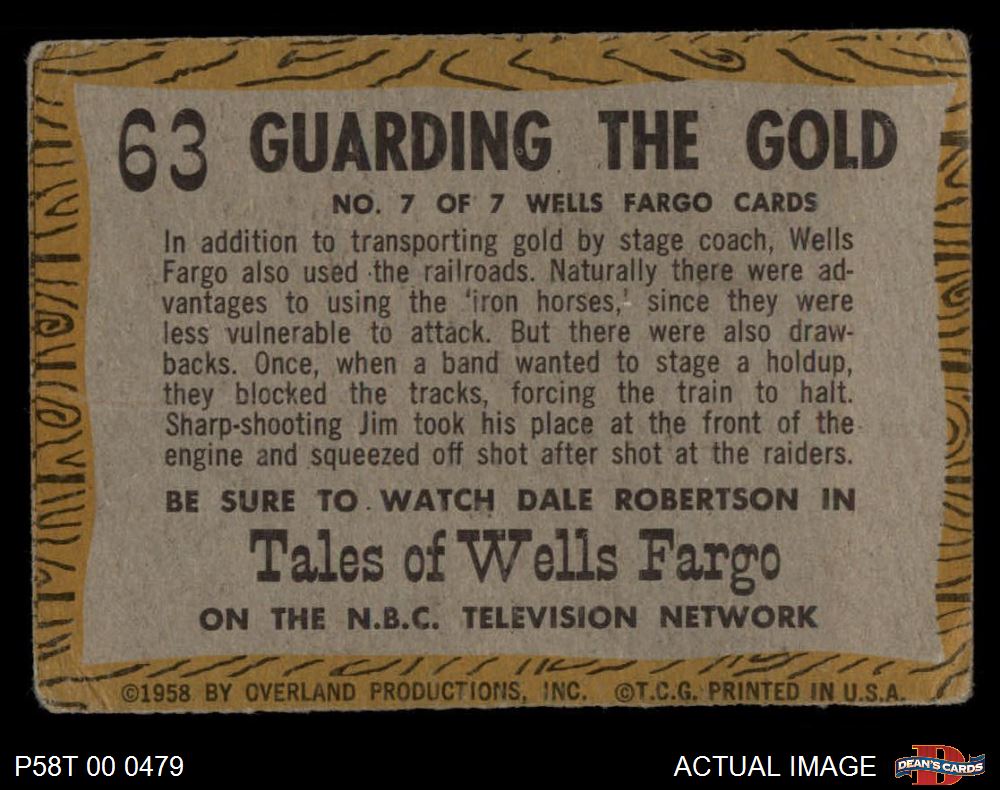 63 GUARDING THE GOLD
NO. 7 OF 7 WELLS FARGO CARDS
In addition to transporting gold by stage coach, Wells
Fargo also used the railroads. Naturally there were ad-
vantages to using the 'iron horses,' since they were
less vulnerable to attack. But there were also draw-
backs. Once, when a band wanted to stage a holdup,
they blocked the tracks, forcing the train to halt.
Sharp-shooting Jim took his place at the front of the
engine and squeezed off shot after shot at the raiders.
BE SURE TO WATCH DALE ROBERTSON IN
Tales of Wells Fargo
ON THE N.B.C. TELEVISION NETWORK
©1958 BY OVERLAND PRODUCTIONS, INC. ©T.C.G. PRINTED IN U.S.A.
P58T 00 0479
ACTUAL IMAGE
D
DEAN'S CARDS